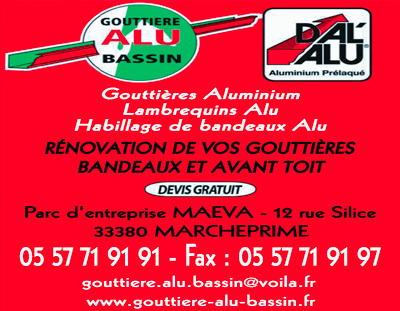 GOUTTIERE
ALU
BASSIN
DAL'
ALU
Aluminium Prélaqué
Gouttières Aluminium
Lambrequins Alu
Habillage de bandeaux Alu
RÉNOVATION DE VOS GOUTTIÈRES
BANDEAUX ET AVANT TOIT
DEVIS GRATUIT
Parc d'entreprise MAEVA - 12 rue Silice
33380 MARCHEPRIME
05 57 71 91 91 - Fax : 05 57 71 91 97
gouttiere.alu.bassin@voila.fr
www.gouttiere-alu-bassin.fr